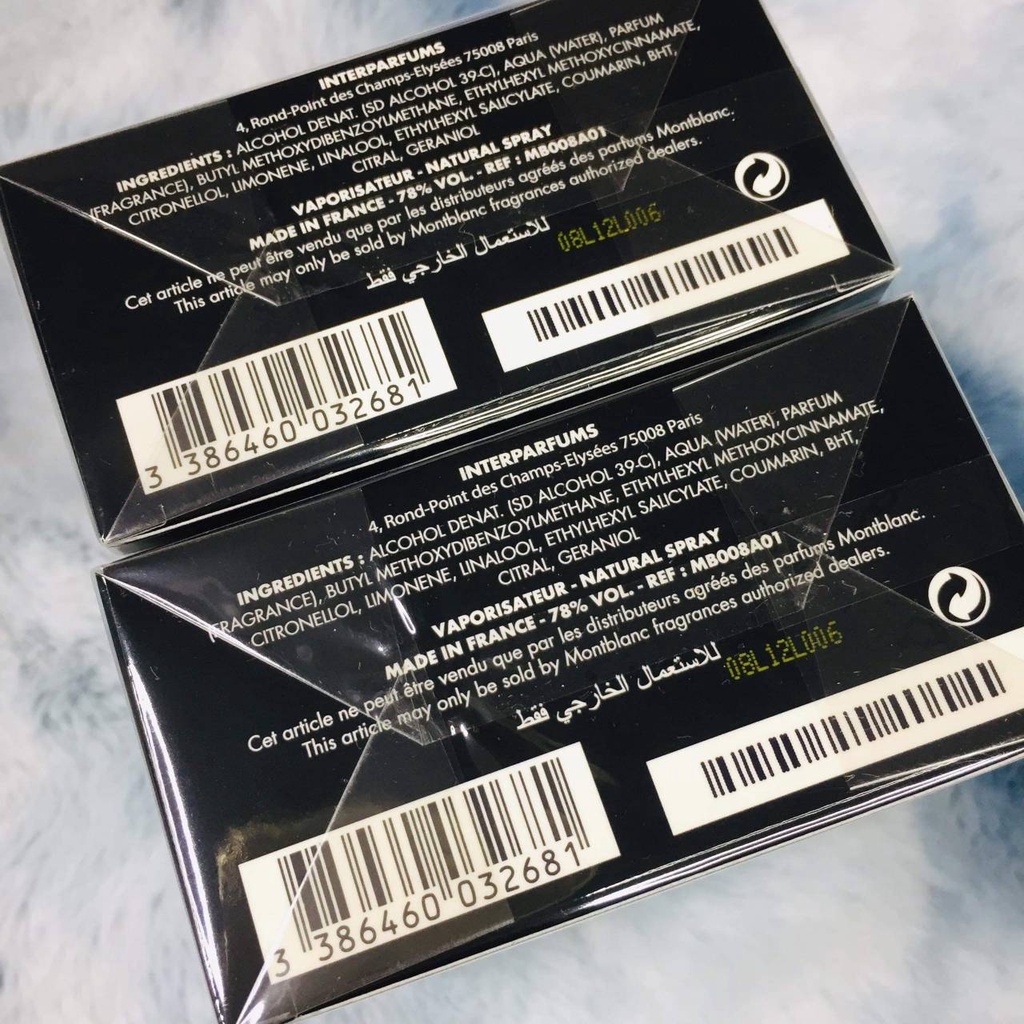 INTERPARFUMS
4, Rond-Point des Champs-Elysées 75008 Paris
INGREDIENTS : ALCOHOL DENAT. (SD ALCOHOL 39-C), AQUA (WATER), PARFUM
(FRAGRANCE), BUTYL METHOXYDIBENZOYLMETHANE, ETHYLHEXYL METHOXYCINNAMATE,
CITRONELLOL, LIMONENE, LINALOOL, ETHYLHEXYL SALICYLATE, COUMARIN, BHT,
CITRAL, GERANIOL
VAPORISATEUR - NATURAL SPRAY
MADE IN FRANCE - 78% VOL. - REF : MB008A01
Cet article ne peut être vendu que par les distributeurs agréés des parfums Montblanc.
This article may only be sold by Montblanc fragrances authorized dealers.
للاستعمال الخارجي فقط
08L12L006
3 386460 032681
INTERPARFUMS
4, Rond-Point des Champs-Elysées 75008 Paris
INGREDIENTS : ALCOHOL DENAT. (SD ALCOHOL 39-C), AQUA (WATER), PARFUM
(FRAGRANCE), BUTYL METHOXYDIBENZOYLMETHANE, ETHYLHEXYL METHOXYCINNAMATE,
CITRONELLOL, LIMONENE, LINALOOL, ETHYLHEXYL SALICYLATE, COUMARIN, BHT,
CITRAL, GERANIOL
VAPORISATEUR - NATURAL SPRAY
MADE IN FRANCE - 78% VOL. - REF : MB008A01
Cet article ne peut être vendu que par les distributeurs agréés des parfums Montblanc.
This article may only be sold by Montblanc fragrances authorized dealers.
للاستعمال الخارجي فقط
08L12L006
3 386460 032681